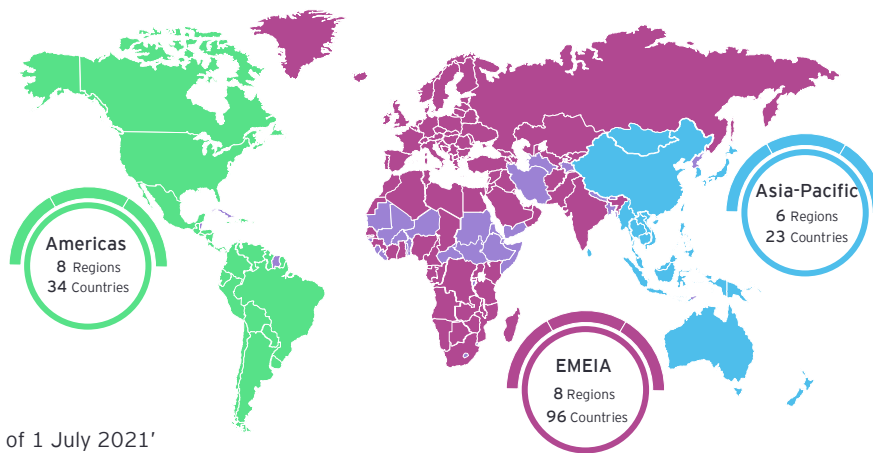 Americas
8 Regions
34 Countries
Asia-Pacific
6 Regions
23 Countries
EMEIA
8 Regions
96 Countries
of 1 July 2021’